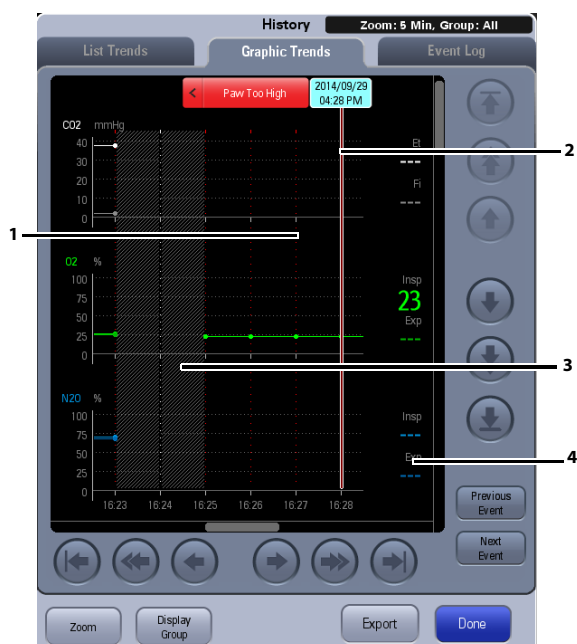 History Zoom: 5 Min, Group: All
List Trends Graphic Trends Event Log
< Paw Too High 2014/09/29
04:28 PM
CO2 mmHg
40
30
20
10
0
Et
---
Fi
---
1
2
O2 %
100
75
50
25
0
Insp
23
Exp
---
3
N2O %
100
75
50
25
0
Insp
---
Exp
---
4
16:23 16:24 16:25 16:26 16:27 16:28
Previous
Event
Next
Event
Zoom
Display
Group
Export
Done